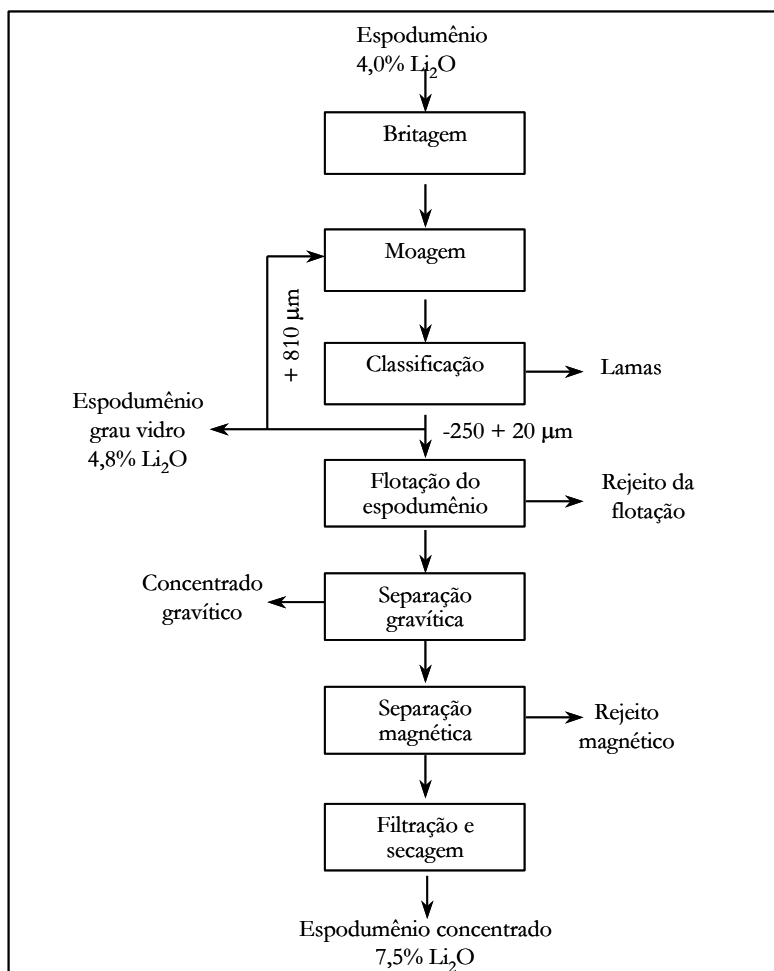 Espodumênio
4,0% Li₂O
Britagem
Moagem
+ 810 μm
Classificação
Lamas
Espodumênio
grau vidro
4,8% Li₂O
-250 + 20 μm
Flotação do
espodumênio
Rejeito da
flotação
Concentrado
gravítico
Separação
gravítica
Separação
magnética
Rejeito
magnético
Filtração e
secagem
Espodumênio concentrado
7,5% Li₂O